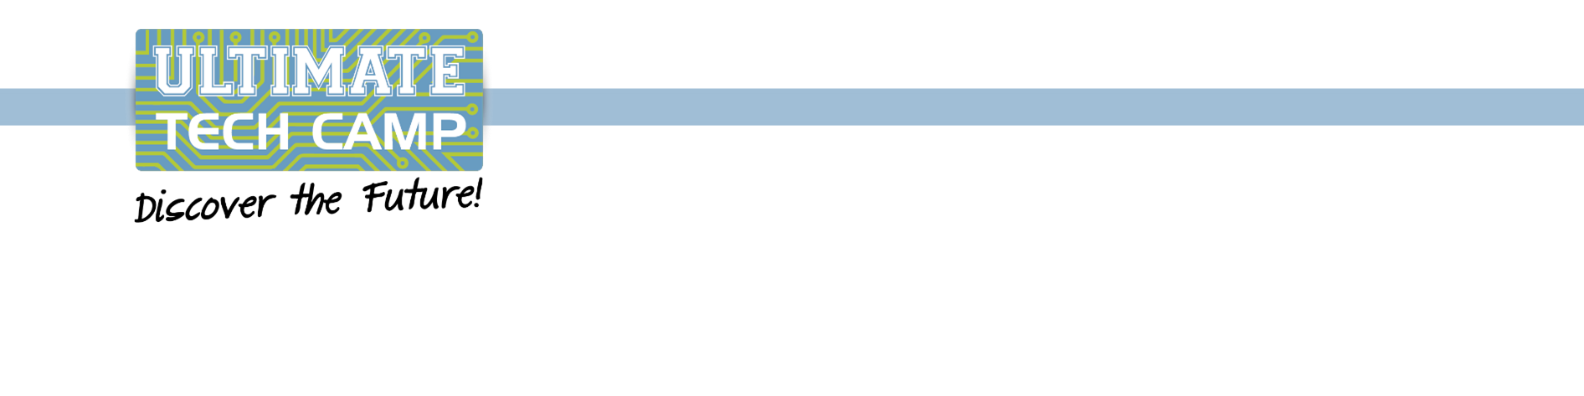 ULTIMATE
TECH CAMP
Discover the Future!